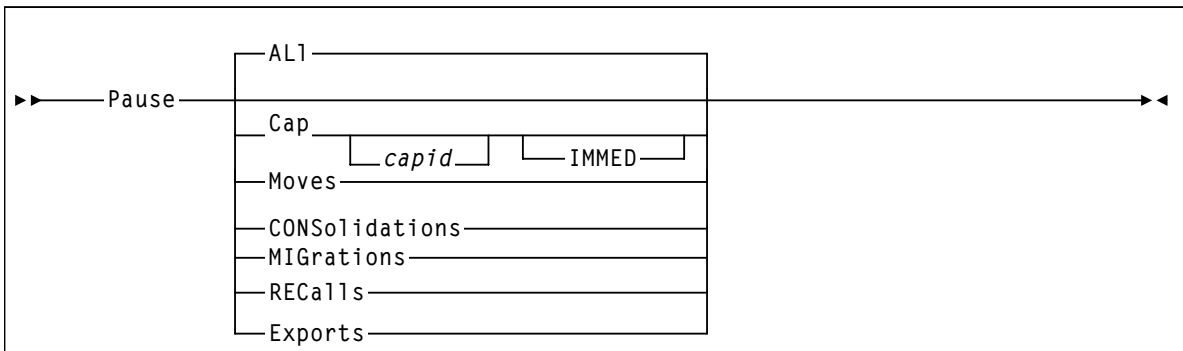 ALl
Pause
Cap
capid
IMMED
Moves
CONSolidations
MIGrations
RECalls
Exports